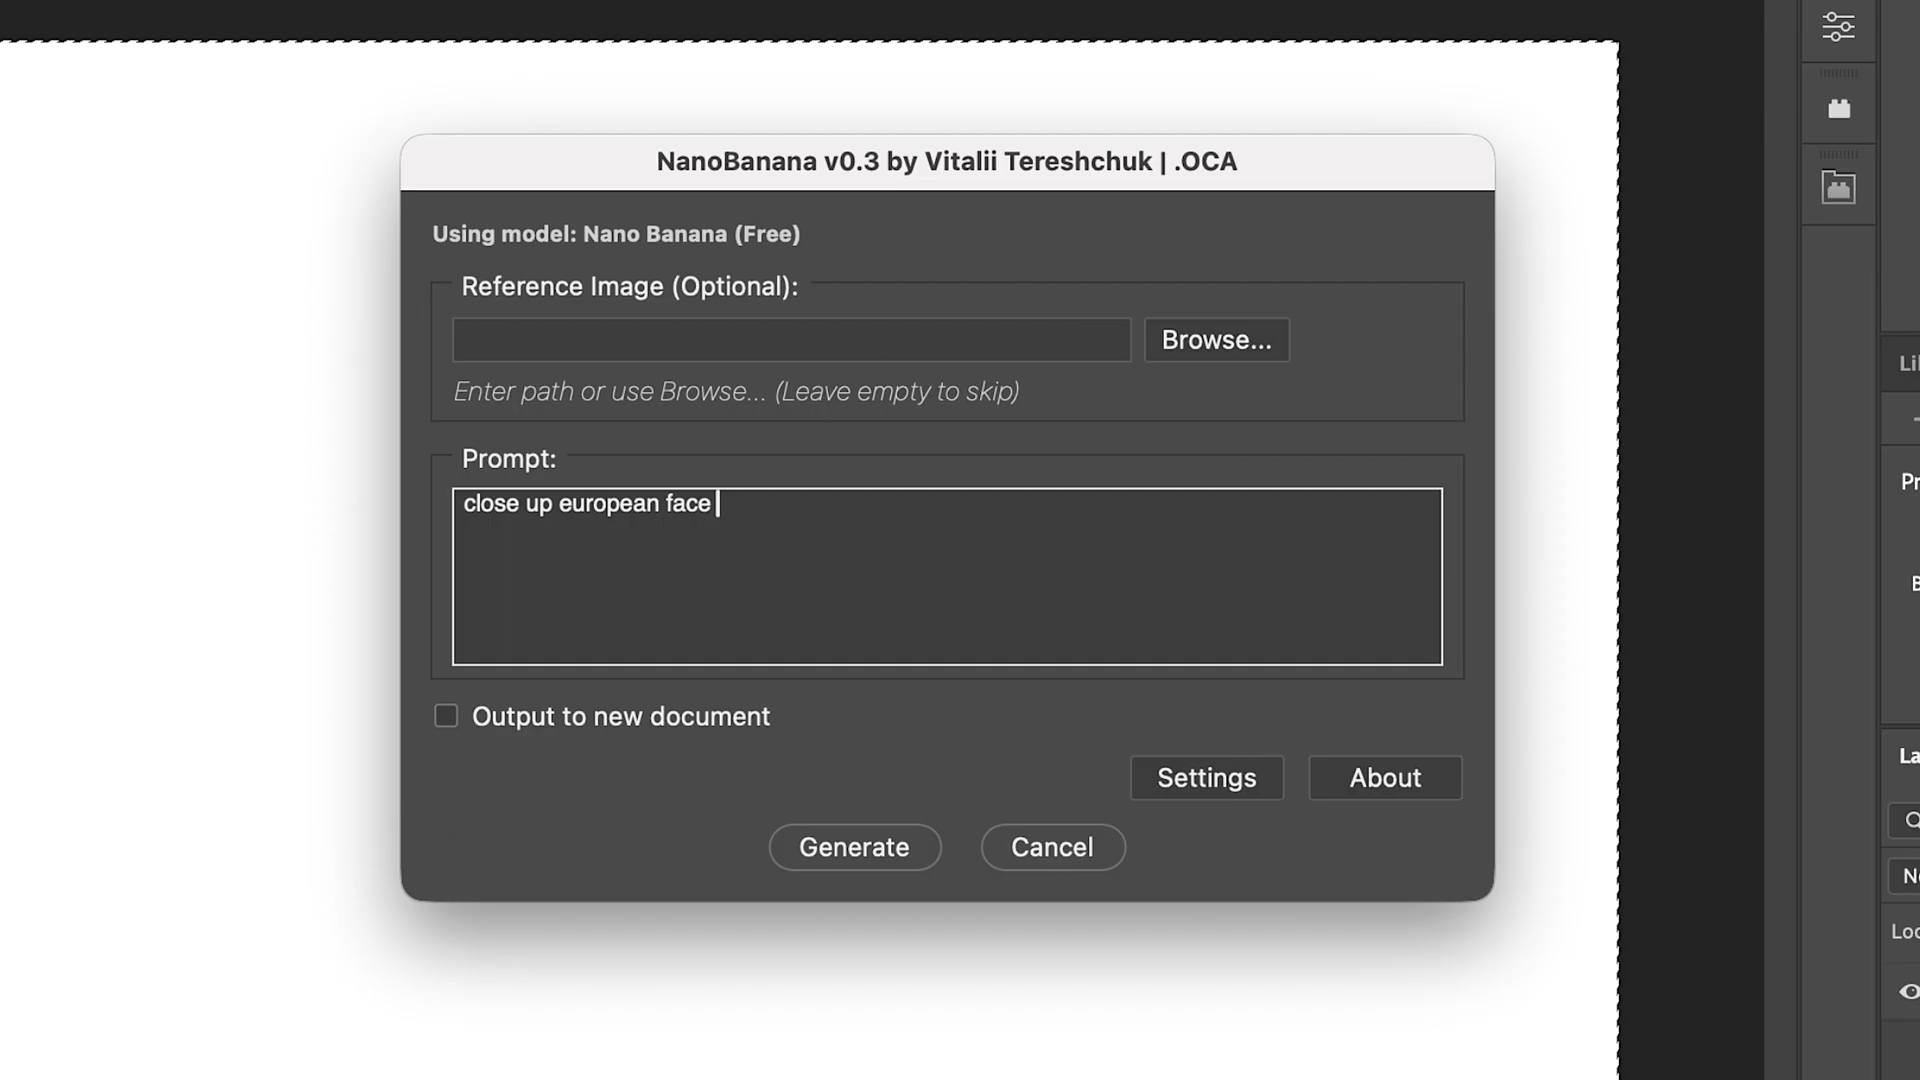 NanoBanana v0.3 by Vitalii Tereshchuk | .OCA
Using model: Nano Banana (Free)
Reference Image (Optional):
Browse...
Enter path or use Browse... (Leave empty to skip)
Prompt:
close up european face
Output to new document
Settings
About
Generate
Cancel